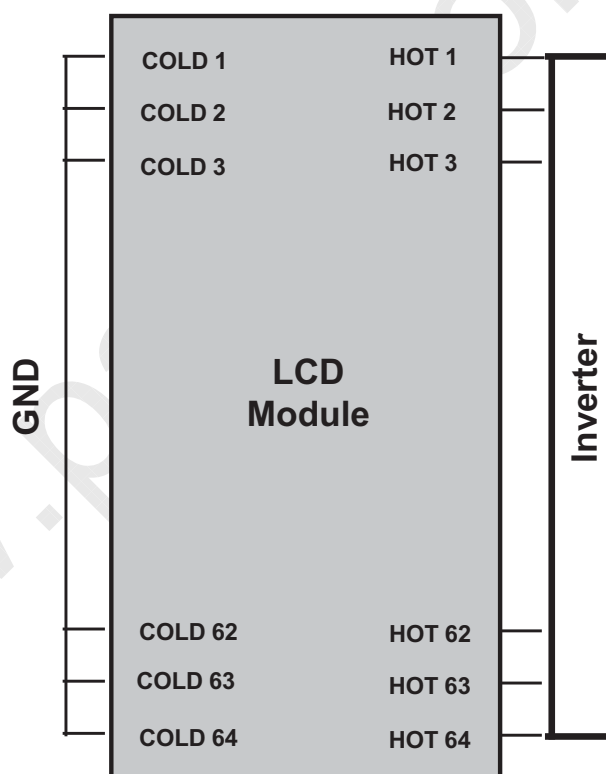 COLD 1 HOT 1
COLD 2 HOT 2
COLD 3 HOT 3
GND
LCD
Module
Inverter
COLD 62 HOT 62
COLD 63 HOT 63
COLD 64 HOT 64